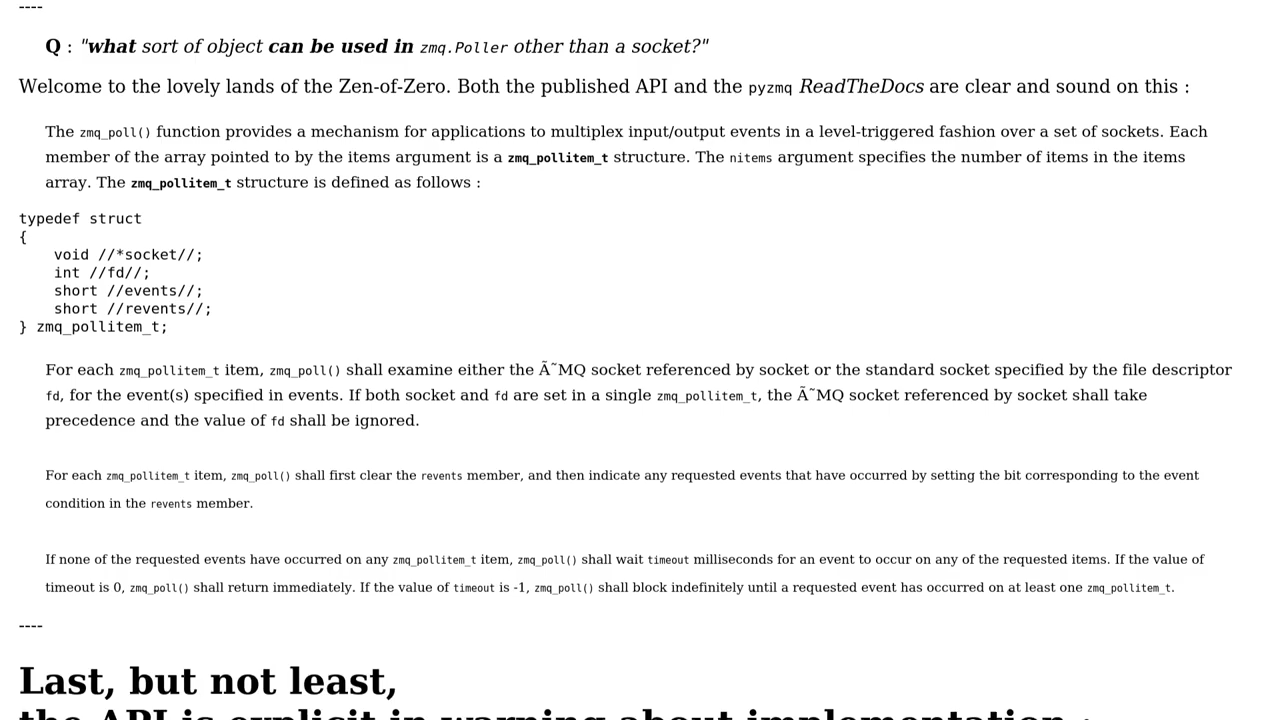 ----
Q : "what sort of object can be used in zmq.Poller other than a socket?"
Welcome to the lovely lands of the Zen-of-Zero. Both the published API and the pyzmq ReadTheDocs are clear and sound on this :
The zmq_poll() function provides a mechanism for applications to multiplex input/output events in a level-triggered fashion over a set of sockets. Each
member of the array pointed to by the items argument is a zmq_pollitem_t structure. The nitems argument specifies the number of items in the items
array. The zmq_pollitem_t structure is defined as follows :
typedef struct
{
    void //*socket//;
    int //fd//;
    short //events//;
    short //revents//;
} zmq_pollitem_t;
For each zmq_pollitem_t item, zmq_poll() shall examine either the Ã˜MQ socket referenced by socket or the standard socket specified by the file descriptor
fd, for the event(s) specified in events. If both socket and fd are set in a single zmq_pollitem_t, the Ã˜MQ socket referenced by socket shall take
precedence and the value of fd shall be ignored.
For each zmq_pollitem_t item, zmq_poll() shall first clear the revents member, and then indicate any requested events that have occurred by setting the bit corresponding to the event
condition in the revents member.
If none of the requested events have occurred on any zmq_pollitem_t item, zmq_poll() shall wait timeout milliseconds for an event to occur on any of the requested items. If the value of
timeout is 0, zmq_poll() shall return immediately. If the value of timeout is -1, zmq_poll() shall block indefinitely until a requested event has occurred on at least one zmq_pollitem_t.
----
Last, but not least,
the API is explicit in warning about implementation :